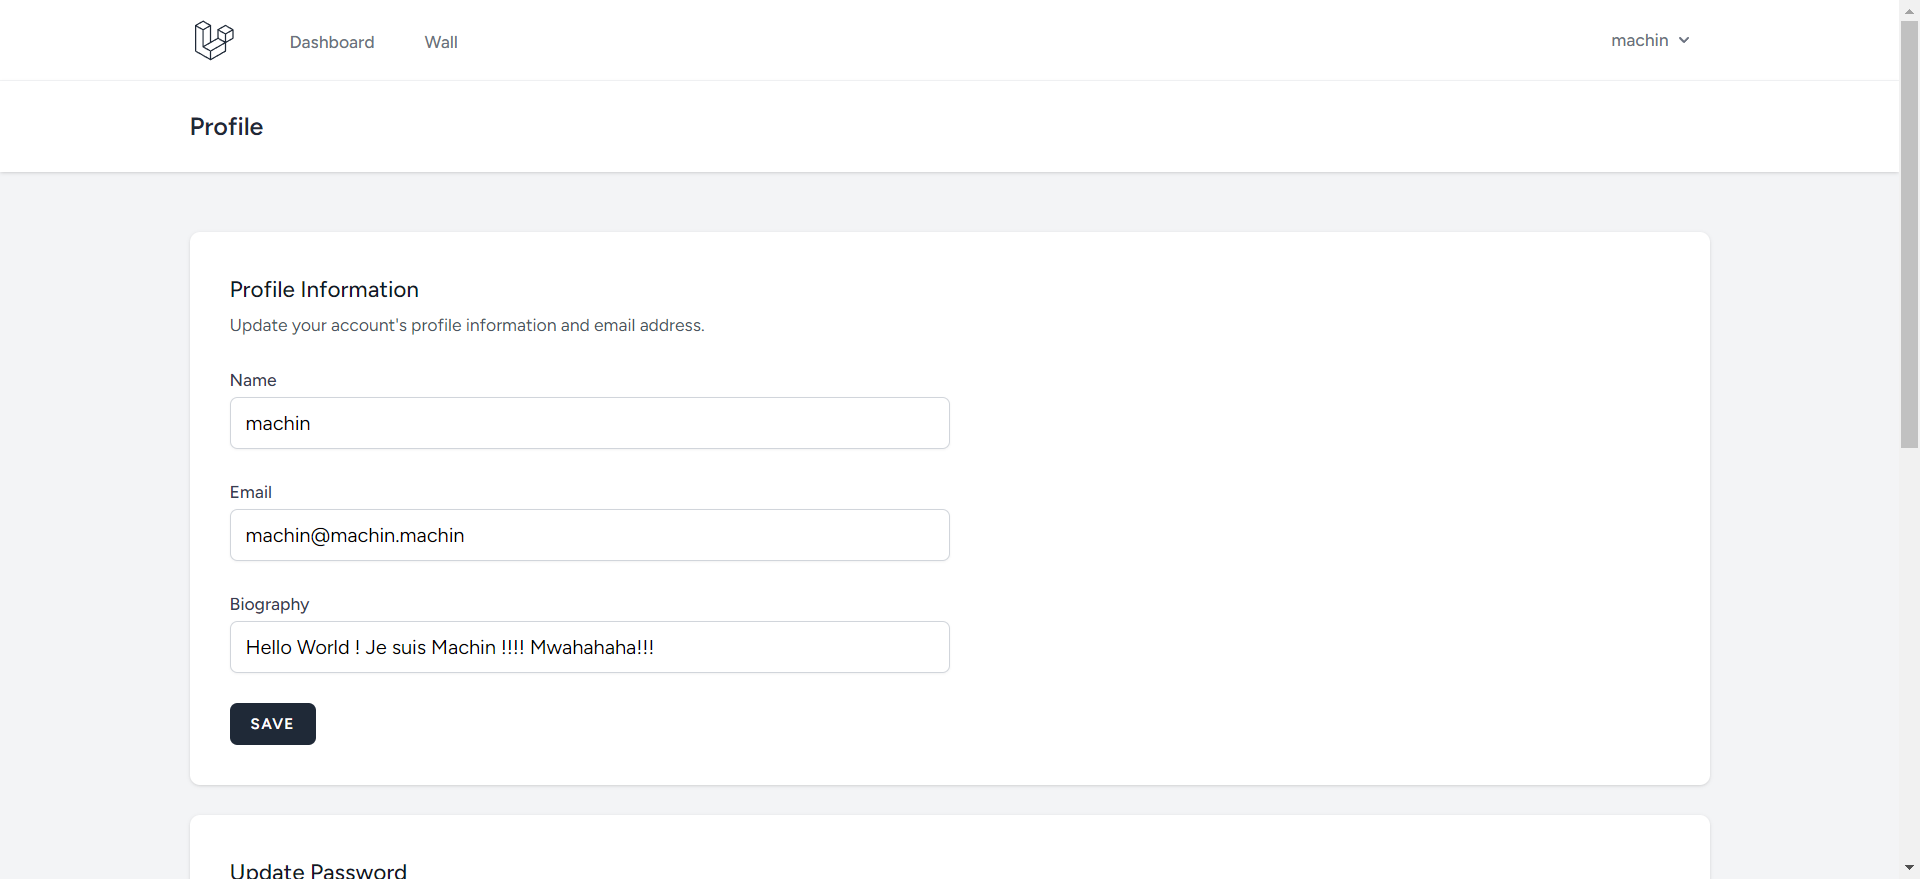 Dashboard Wall machin
Profile
Profile Information
Update your account's profile information and email address.
Name
machin
Email
machin@machin.machin
Biography
Hello World ! Je suis Machin !!!! Mwahahaha!!!
SAVE
Update Password